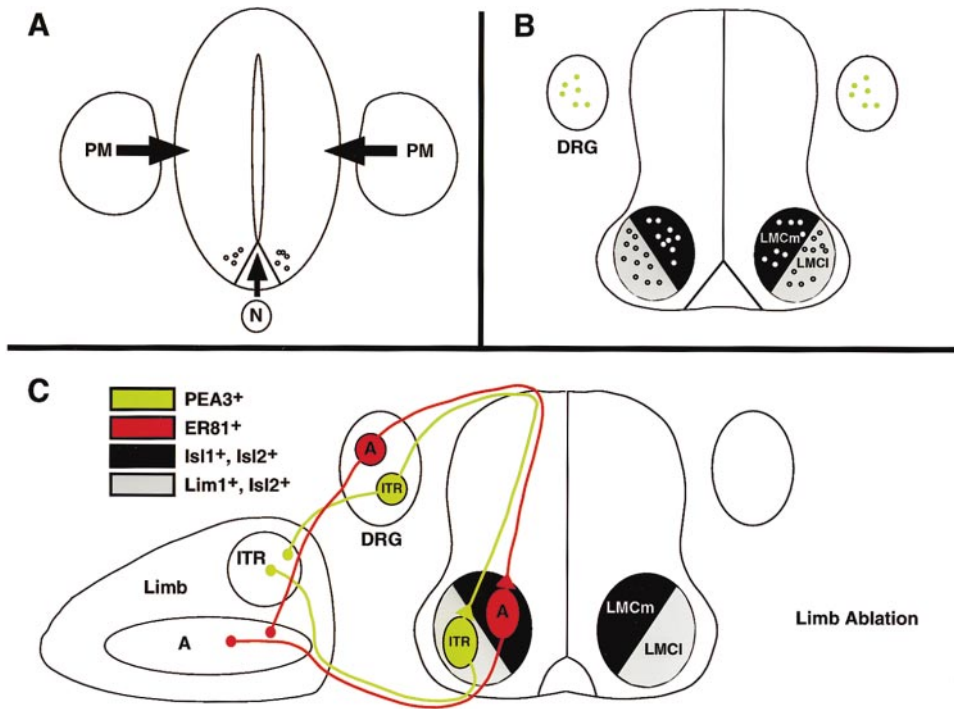 A
PM
PM
N
B
DRG
LMCm
LMCl
C
PEA3+
ER81+
Isl1+, Isl2+
Lim1+, Isl2+
A
ITR
DRG
ITR
Limb
A
A
ITR
LMCm
LMCl
Limb Ablation